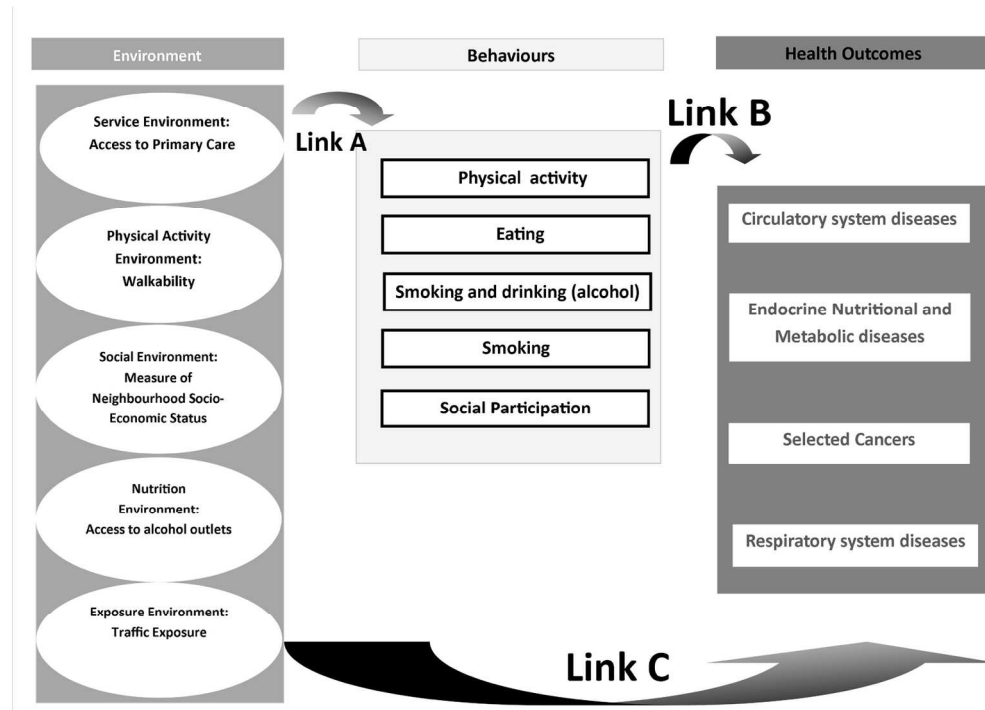 Environment
Service Environment:
Access to Primary Care
Physical Activity
Environment:
Walkability
Social Environment:
Measure of
Neighbourhood Socio-
Economic Status
Nutrition
Environment:
Access to alcohol outlets
Exposure Environment:
Traffic Exposure
Link A
Behaviours
Physical activity
Eating
Smoking and drinking (alcohol)
Smoking
Social Participation
Link B
Health Outcomes
Circulatory system diseases
Endocrine Nutritional and
Metabolic diseases
Selected Cancers
Respiratory system diseases
Link C